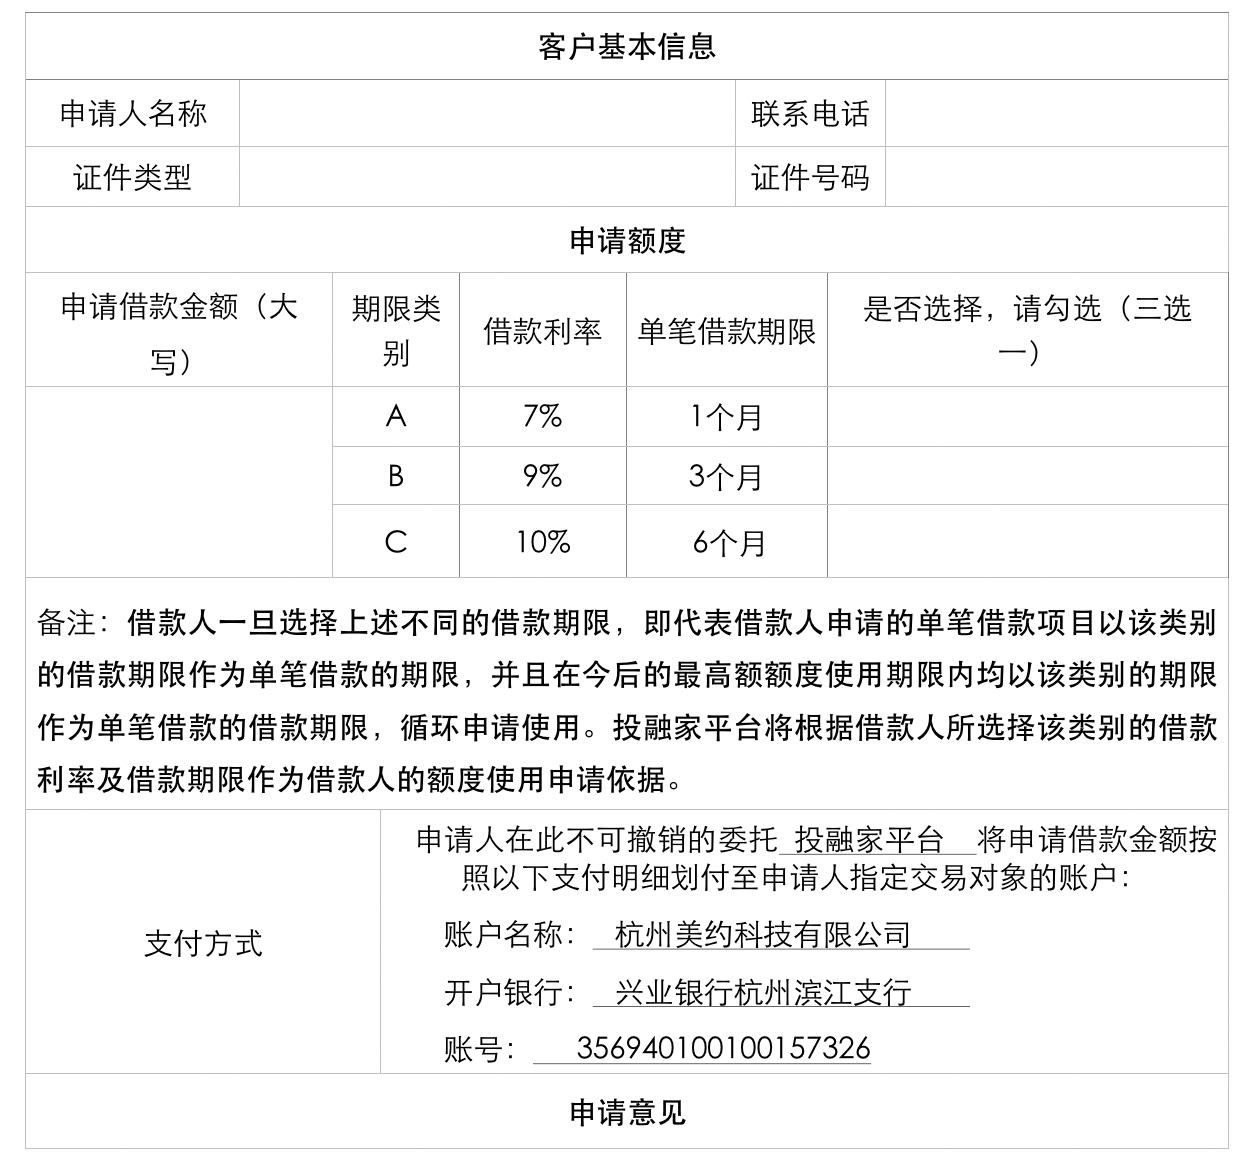 客户基本信息
申请人名称
联系电话
证件类型
证件号码
申请额度
申请借款金额（大
写）
期限类
别
借款利率
单笔借款期限
是否选择，请勾选（三选
一）
A
7%
1个月
B
9%
3个月
C
10%
6个月
备注：借款人一旦选择上述不同的借款期限，即代表借款人申请的单笔借款项目以该类别
的借款期限作为单笔借款的期限，并且在今后的最高额额度使用期限内均以该类别的期限
作为单笔借款的借款期限，循环申请使用。投融家平台将根据借款人所选择该类别的借款
利率及借款期限作为借款人的额度使用申请依据。
支付方式
申请人在此不可撤销的委托 投融家平台 将申请借款金额按
照以下支付明细划付至申请人指定交易对象的账户：
账户名称： 杭州美约科技有限公司
开户银行： 兴业银行杭州滨江支行
账号： 356940100100157326
申请意见